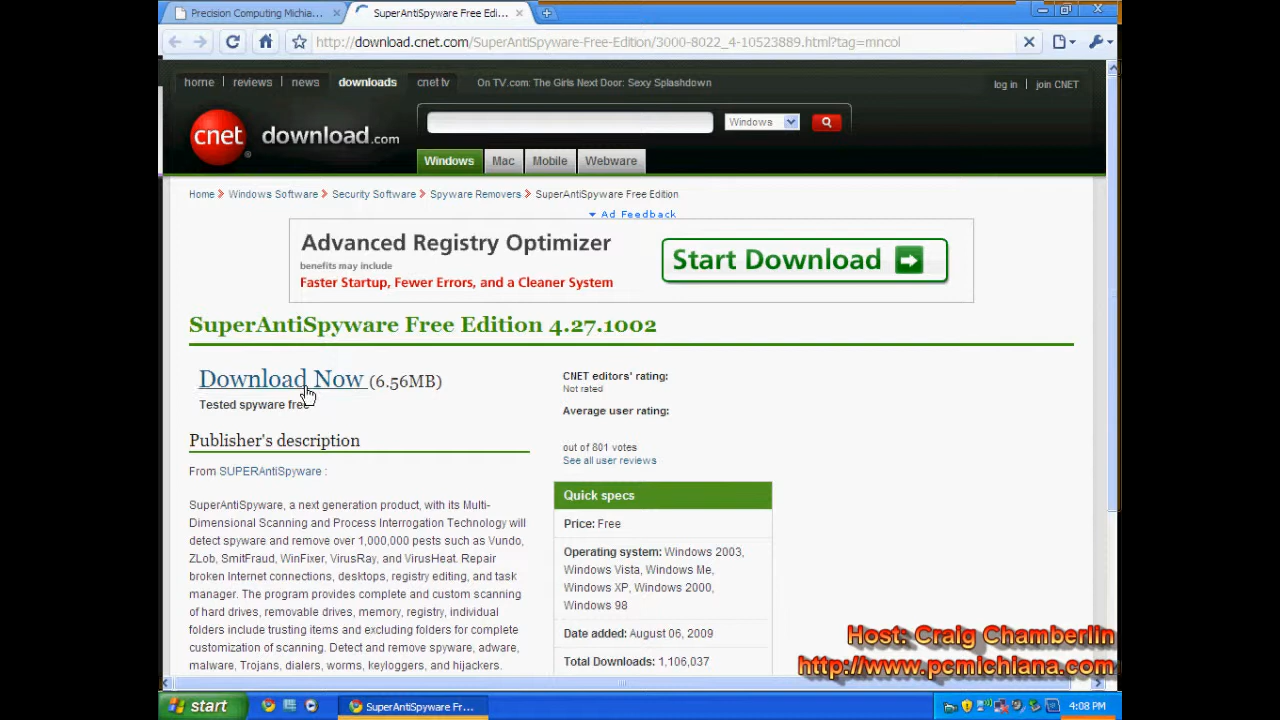 Precision Computing Michia...
SuperAntiSpyware Free Edi...
http://download.cnet.com/SuperAntiSpyware-Free-Edition/3000-8022_4-10523889.html?tag=mncol
home reviews news downloads cnet tv On TV.com: The Girls Next Door: Sexy Splashdown
log in join CNET
cnet download.com
Windows
Windows Mac Mobile Webware
Home Windows Software Security Software Spyware Removers SuperAntiSpyware Free Edition
Ad Feedback
Advanced Registry Optimizer
benefits may include
Faster Startup, Fewer Errors, and a Cleaner System
Start Download
SuperAntiSpyware Free Edition 4.27.1002
Download Now (6.56MB)
Tested spyware free
CNET editors' rating:
Not rated
Average user rating:
out of 801 votes
See all user reviews
Publisher's description
From SUPERAntiSpyware :
SuperAntiSpyware, a next generation product, with its Multi-
Dimensional Scanning and Process Interrogation Technology will
detect spyware and remove over 1,000,000 pests such as Vundo,
ZLob, SmitFraud, WinFixer, VirusRay, and VirusHeat. Repair
broken Internet connections, desktops, registry editing, and task
manager. The program provides complete and custom scanning
of hard drives, removable drives, memory, registry, individual
folders include trusting items and excluding folders for complete
customization of scanning. Detect and remove spyware, adware,
malware, Trojans, dialers, worms, keyloggers, and hijackers.
Quick specs
Price: Free
Operating system: Windows 2003,
Windows Vista, Windows Me,
Windows XP, Windows 2000,
Windows 98
Date added: August 06, 2009
Total Downloads: 1,106,037
Host: Craig Chamberlin
http://www.pcmichiana.com
start
SuperAntiSpyware Fr...
4:08 PM